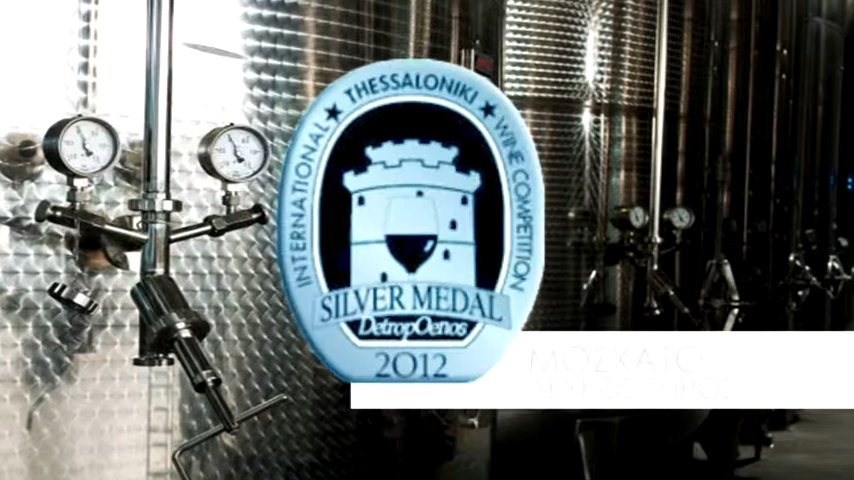 INTERNATIONAL ★ THESSALONIKI ★ WINE COMPETITION
SILVER MEDAL
DetropOenos
2012
ΜΟΣΧΑΤΟ